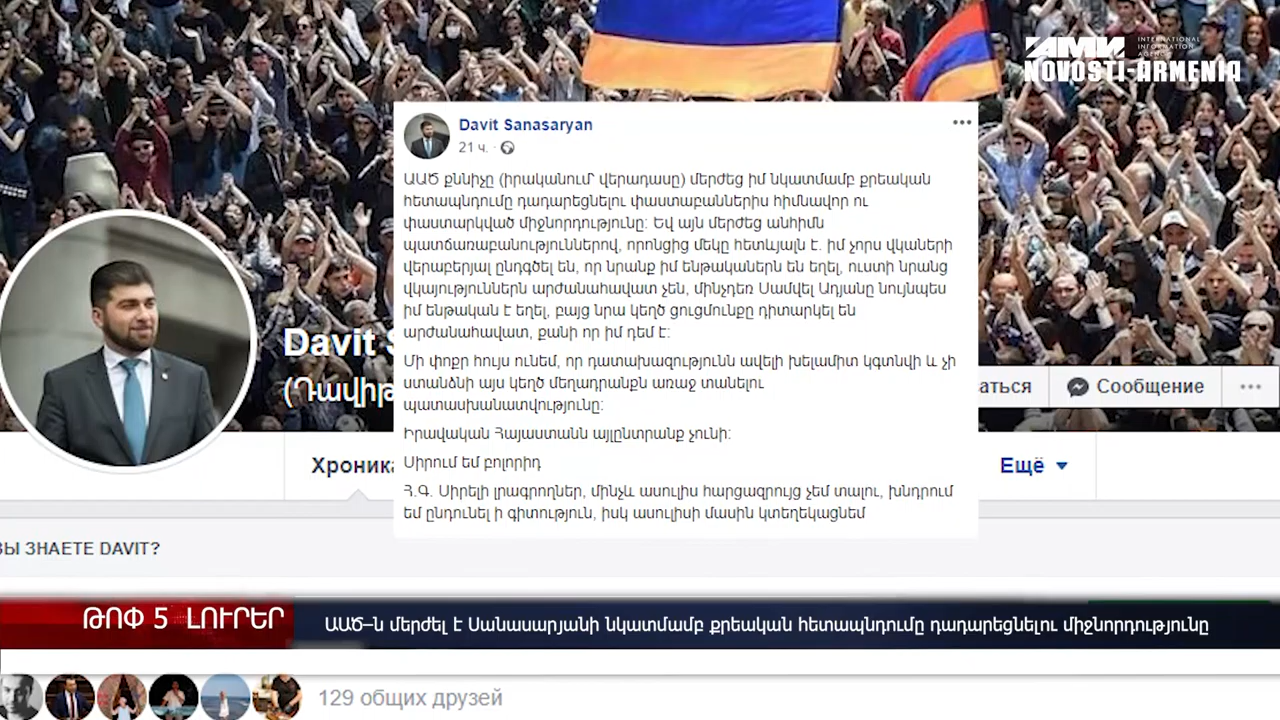 АМИ INTERNATIONAL INFORMATION AGENCY
NOVOSTI-ARMENIA
Davit Sanasaryan
21 ч.
ԱԱԾ քննիչը (իրականում՝ վերադասը) մերժեց իմ նկատմամբ քրեական
հետապնդումը դադարեցնելու փաստաբաններիս հիմնավոր ու
փաստարկված միջնորդությունը։ Եվ այն մերժեց անհիմն
պատճառաբանություններով, որոնցից մեկը հետևյալն է. իմ չորս վկաների
վերաբերյալ ընդգծել են, որ նրանք իմ ենթականերն են եղել, ուստի նրանց
վկայություններն արժանահավատ չեն, մինչդեռ Սամվել Ադյանը նույնպես
իմ ենթական է եղել, բայց նրա կեղծ ցուցմունքը դիտարկել են
արժանահավատ, քանի որ իմ դեմ է։
Մի փոքր հույս ունեմ, որ դատախազությունն ավելի խելամիտ կգտնվի և չի
ստանձնի այս կեղծ մեղադրանքն առաջ տանելու
պատասխանատվությունը։
Իրավական Հայաստանն այլընտրանք չունի։
Սիրում եմ բոլորիդ
Հ.Գ. Սիրելի լրագրողներ, մինչև ասուլիս հարցազրույց չեմ տալու, խնդրում
եմ ընդունել ի գիտություն, իսկ ասուլիսի մասին կտեղեկացնեմ
Davit
(Դավիթ
Сообщение
Хроника
Ещё
ВЫ ЗНАЕТЕ DAVIT?
ԹՈՓ 5 ԼՈՒՐԵՐ
ԱԱԾ–ն մերժել է Սանասարյանի նկատմամբ քրեական հետապնդումը դադարեցնելու միջնորդությունը
129 общих друзей